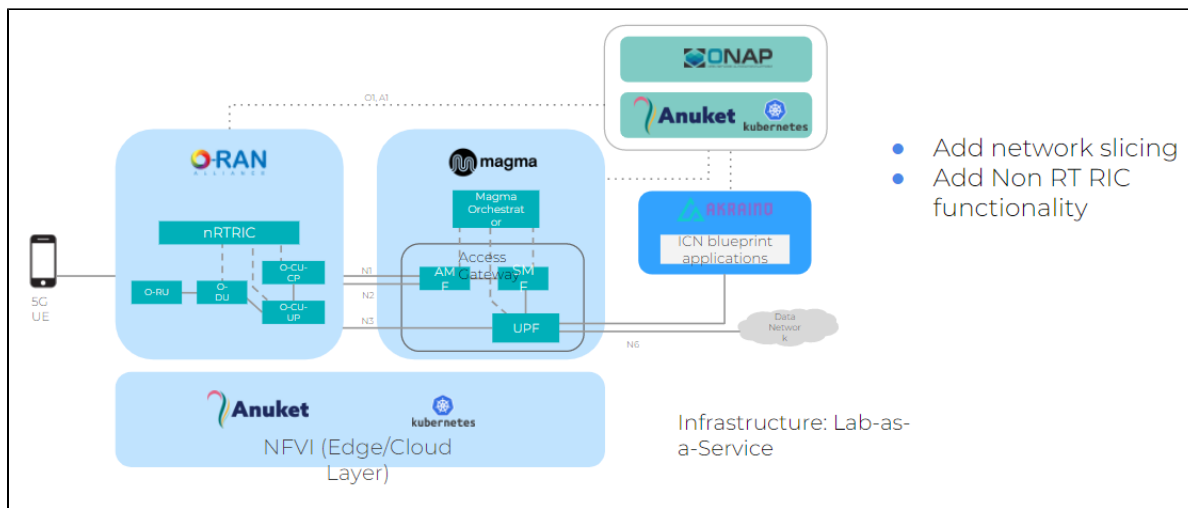 ONAP
Anuket
kubernetes
O1, A1
O-RAN
ALLIANCE
magma
Magma
Orchestrat
or
nRTRIC
O-CU-
CP
O-RU
O-
DU
O-CU-
UP
5G
UE
N1
N2
N3
Access
Gateway
AM
F
SM
F
UPF
AKRAINO
ICN blueprint
applications
N6
Data
Networ
k
Anuket
kubernetes
NFVI (Edge/Cloud
Layer)
Add network slicing
Add Non RT RIC
functionality
Infrastructure: Lab-as-
a-Service